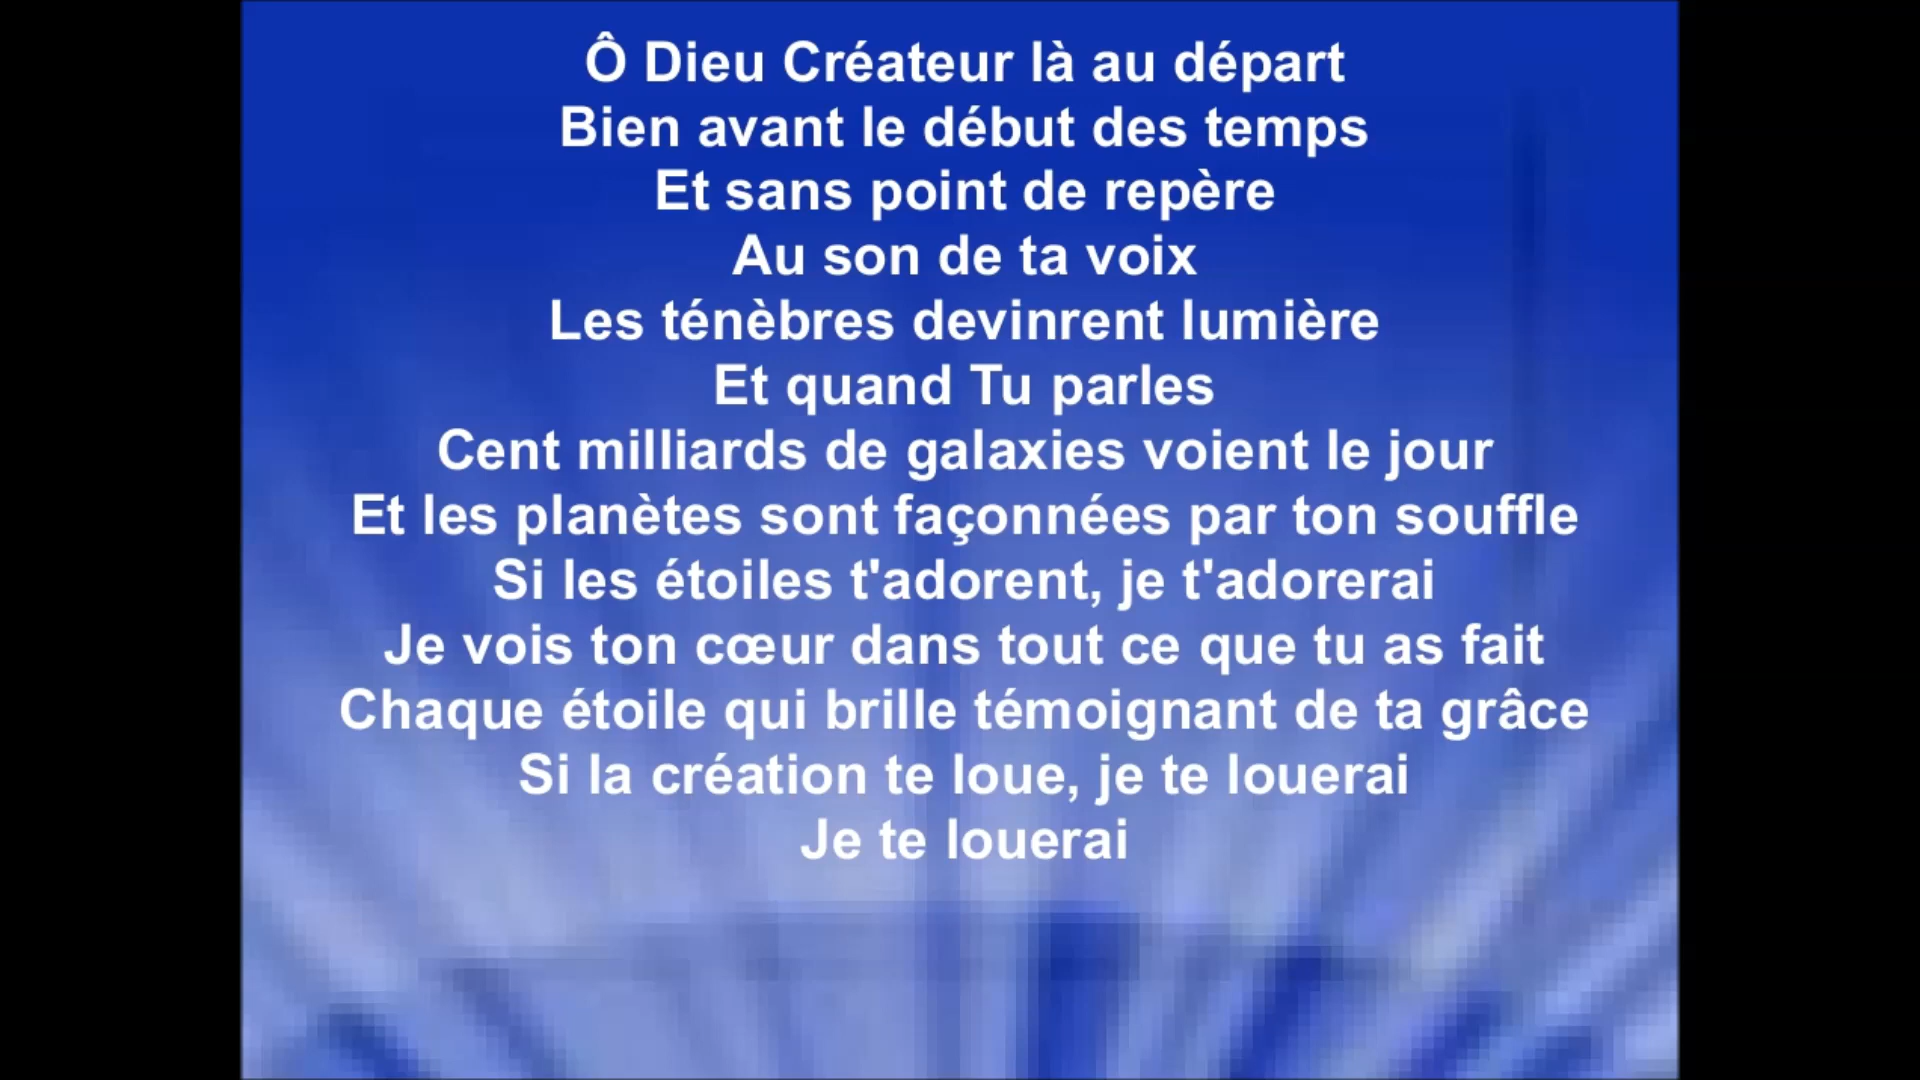 Ô Dieu Créateur là au départ
Bien avant le début des temps
Et sans point de repère
Au son de ta voix
Les ténèbres devinrent lumière
Et quand Tu parles
Cent milliards de galaxies voient le jour
Et les planètes sont façonnées par ton souffle
Si les étoiles t'adorent, je t'adorerai
Je vois ton cœur dans tout ce que tu as fait
Chaque étoile qui brille témoignant de ta grâce
Si la création te loue, je te louerai
Je te louerai